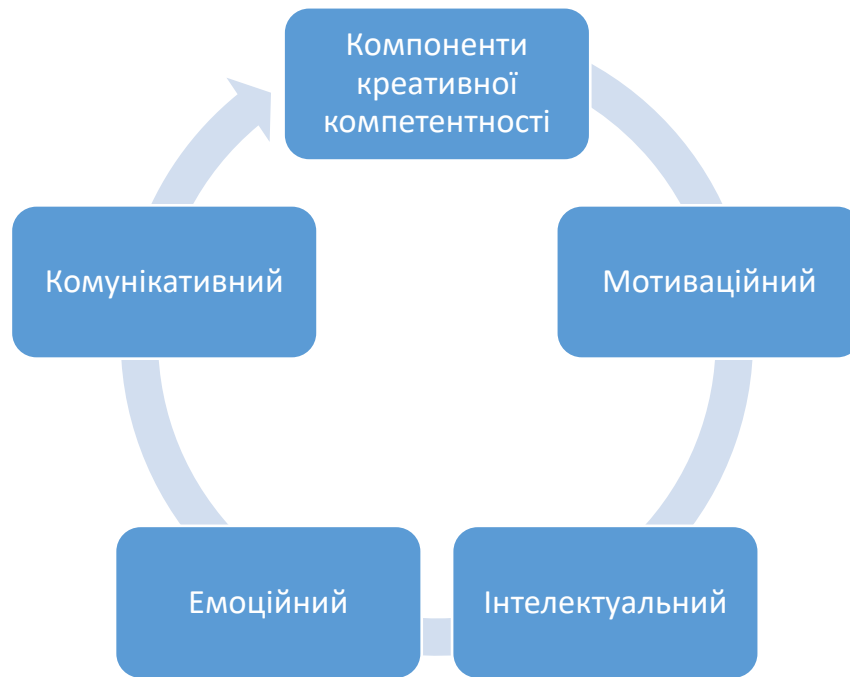 Компоненти
креативної
компетентності
Мотиваційний
Інтелектуальний
Емоційний
Комунікативний